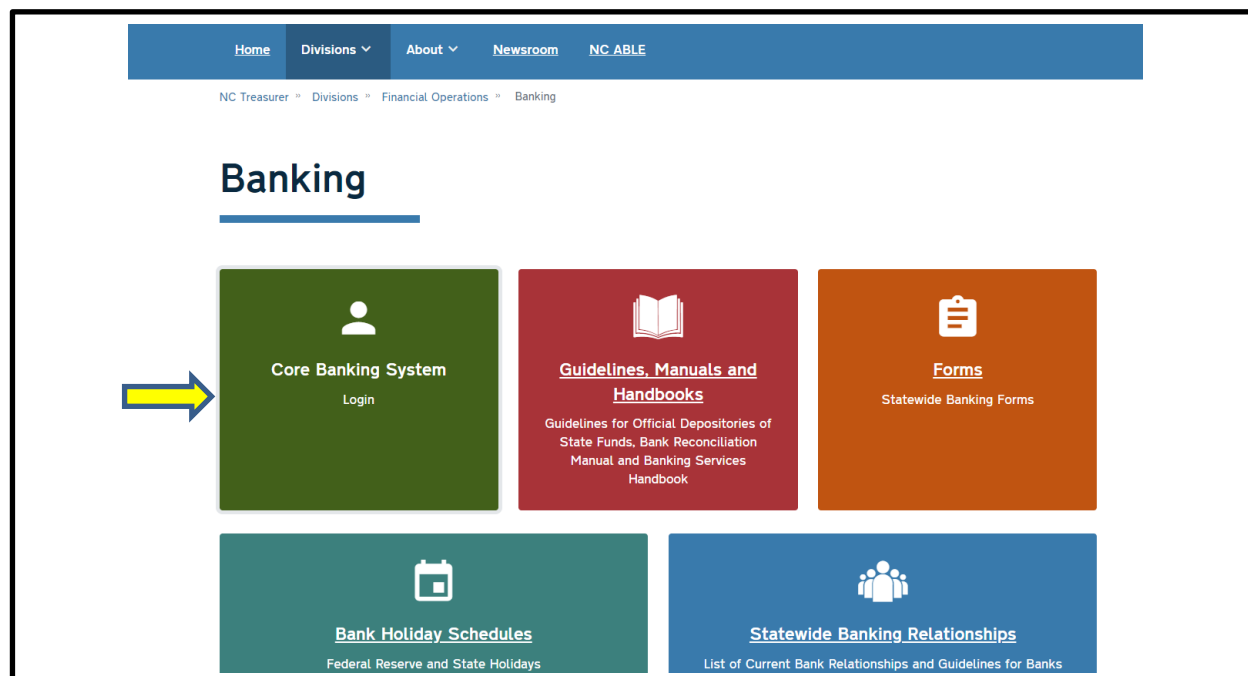 Home Divisions About Newsroom NC ABLE
NC Treasurer » Divisions » Financial Operations » Banking
Banking
Core Banking System
Login
Guidelines, Manuals and
Handbooks
Guidelines for Official Depositories of
State Funds, Bank Reconciliation
Manual and Banking Services
Handbook
Forms
Statewide Banking Forms
Bank Holiday Schedules
Federal Reserve and State Holidays
Statewide Banking Relationships
List of Current Bank Relationships and Guidelines for Banks